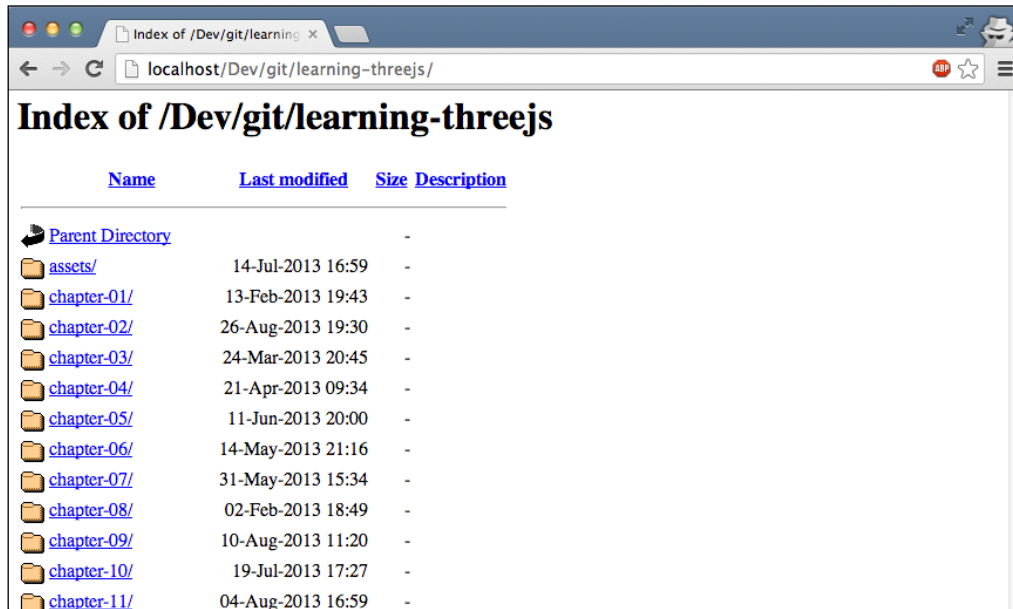 Index of /Dev/git/learning
localhost/Dev/git/learning-threejs/
ABP
Index of /Dev/git/learning-threejs
Name Last modified Size Description
Parent Directory -
assets/ 14-Jul-2013 16:59 -
chapter-01/ 13-Feb-2013 19:43 -
chapter-02/ 26-Aug-2013 19:30 -
chapter-03/ 24-Mar-2013 20:45 -
chapter-04/ 21-Apr-2013 09:34 -
chapter-05/ 11-Jun-2013 20:00 -
chapter-06/ 14-May-2013 21:16 -
chapter-07/ 31-May-2013 15:34 -
chapter-08/ 02-Feb-2013 18:49 -
chapter-09/ 10-Aug-2013 11:20 -
chapter-10/ 19-Jul-2013 17:27 -
chapter-11/ 04-Aug-2013 16:59 -